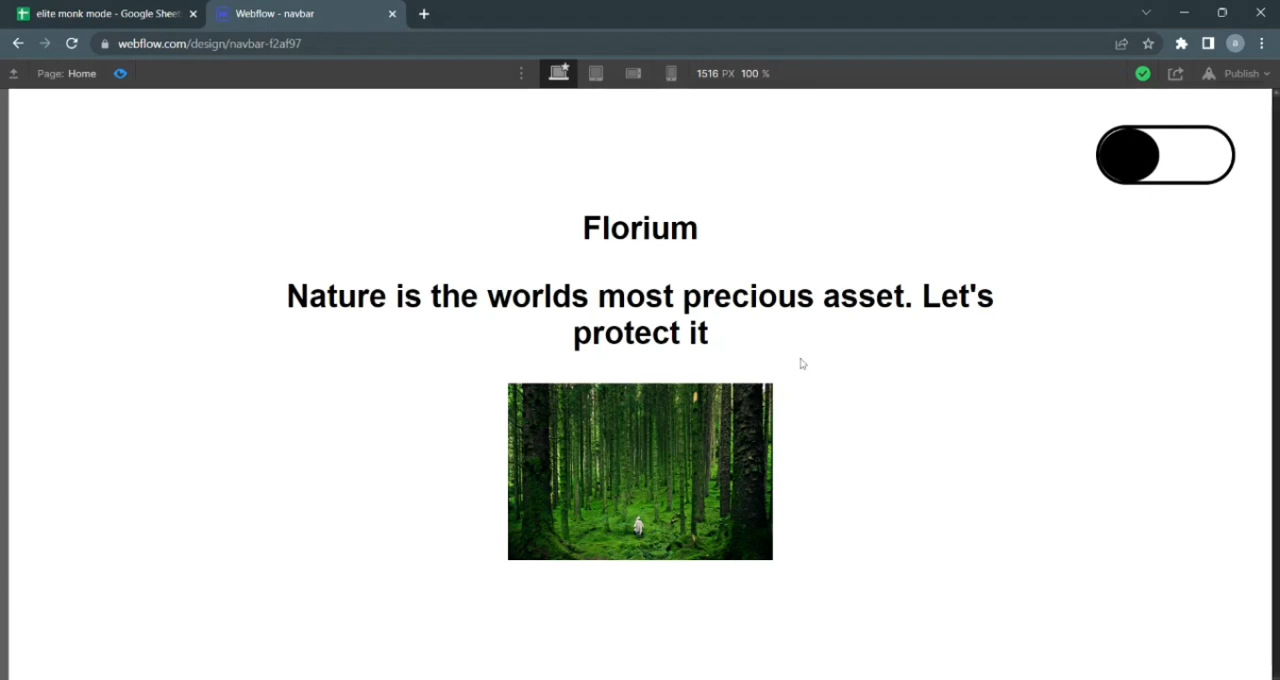 elite monk mode - Google Sheet
Webflow - navbar
webflow.com/design/navbar-f2af97
a
Page: Home
1516 PX 100 %
Publish
Florium
Nature is the worlds most precious asset. Let's
protect it